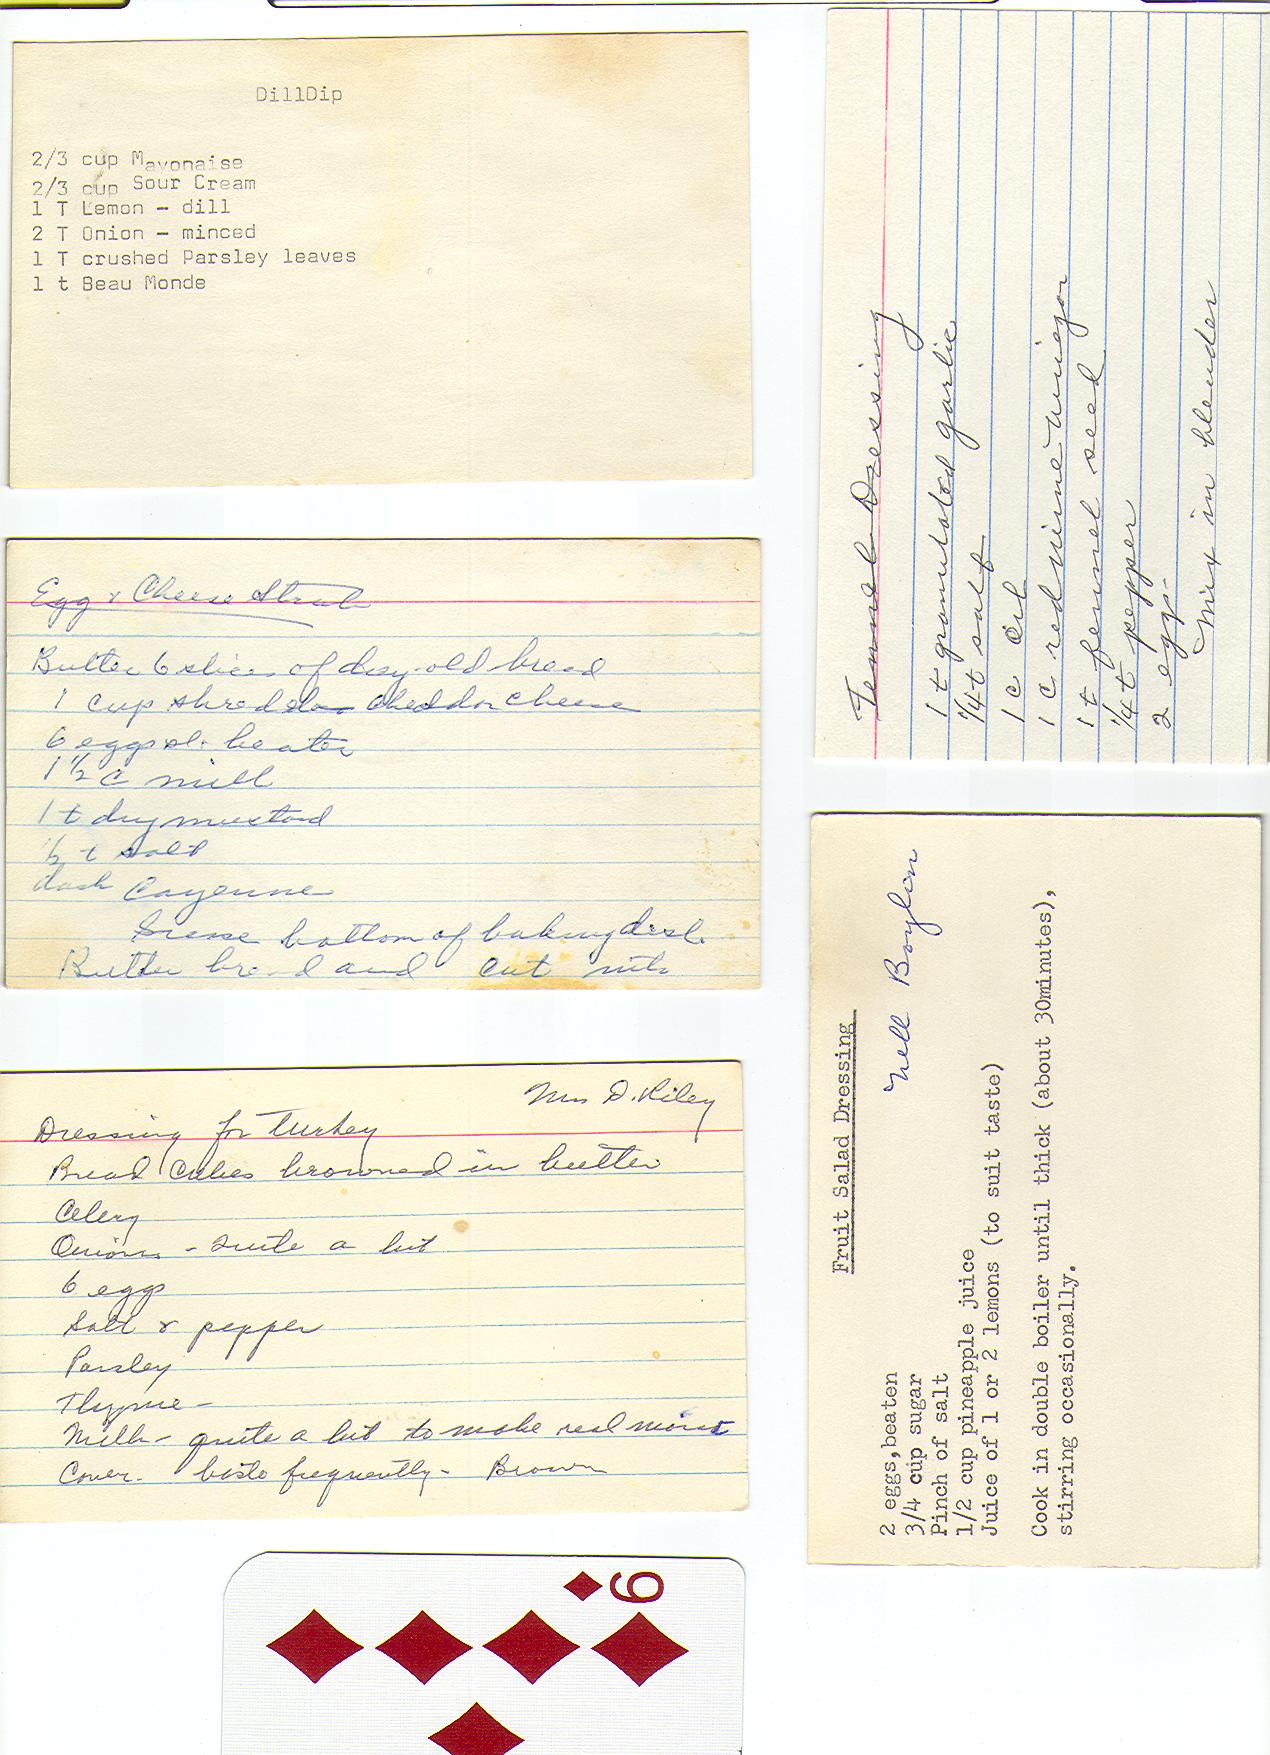 DillDip
2/3 cup Mayonaise
2/3 cup Sour Cream
1 T Lemon - dill
2 T Onion - minced
1 T crushed Parsley leaves
1 t Beau Monde
Egg & Cheese
Butter 6 slices of day-old bread
1 cup shredded cheddar cheese
6 eggs sl. beaten
1 1/2 c milk
1 t dry mustard
1/2 t salt
dash Cayenne
Grease bottom of baking dish.
Butter bread and cut into
Mrs D. Riley
Dressing for Turkey
Bread Cubes browned in butter
Celery
Onions - quite a bit
6 eggs
Salt & pepper
Parsley
Thyme -
Milk - quite a bit to make real moist
Cover - baste frequently - Brown
9
Fennel Dressing
1 t granulated garlic
1/4 t salt
1 c oil
1 c red wine vinegar
1 t fennel seed
1/4 t pepper
2 eggs
Mix in blender
Fruit Salad Dressing
Nell Boylin
2 eggs,beaten
3/4 cup sugar
Pinch of salt
1/2 cup pineapple juice
Juice of 1 or 2 lemons (to suit taste)
Cook in double boiler until thick (about 30minutes),
stirring occasionally.